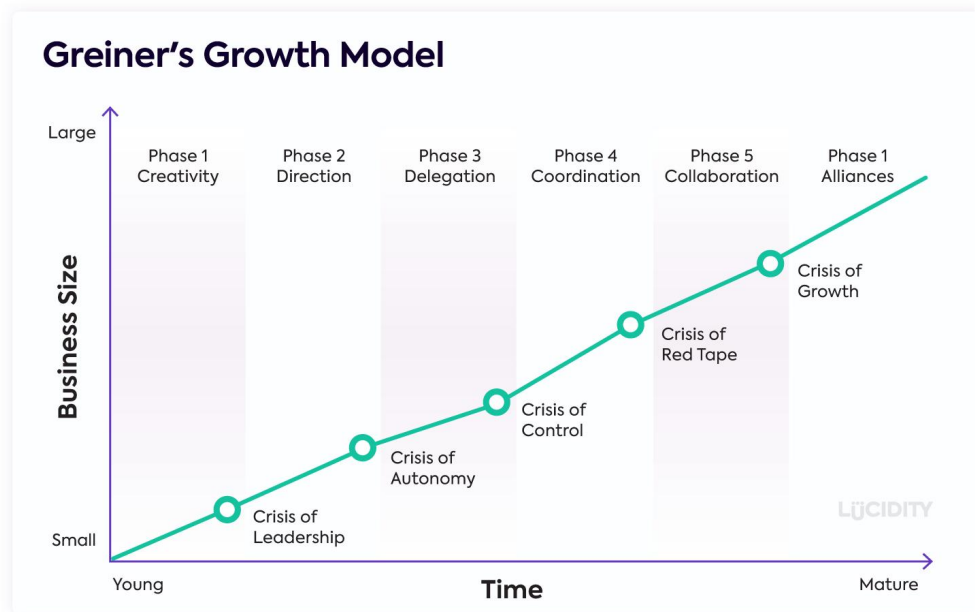 Greiner's Growth Model
Large
Phase 1
Creativity
Phase 2
Direction
Phase 3
Delegation
Phase 4
Coordination
Phase 5
Collaboration
Phase 1
Alliances
Business Size
Crisis of
Growth
Crisis of
Red Tape
Crisis of
Control
Crisis of
Autonomy
Crisis of
Leadership
LÜCIDITY
Small
Young
Time
Mature